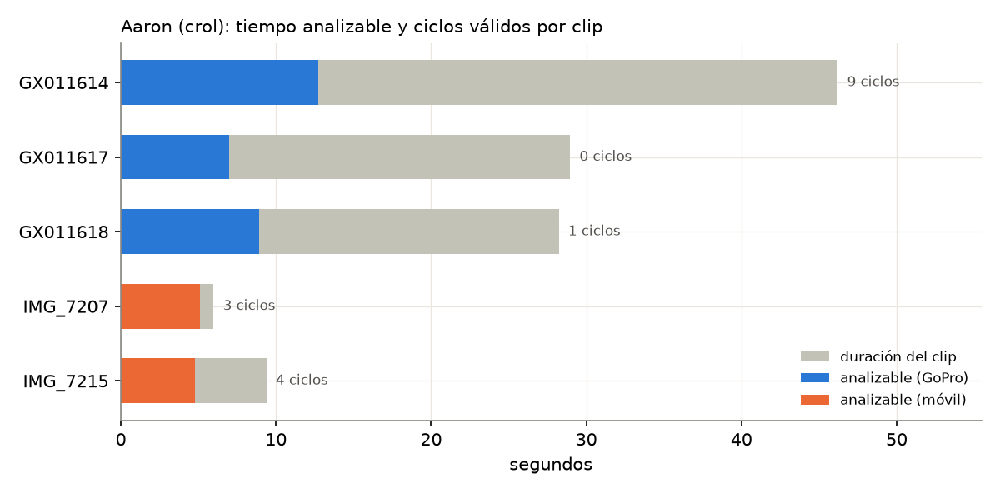 Aaron (crol): tiempo analizable y ciclos válidos por clip
GX011614
9 ciclos
GX011617
0 ciclos
GX011618
1 ciclos
IMG_7207
3 ciclos
IMG_7215
4 ciclos
duración del clip
analizable (GoPro)
analizable (móvil)
0 10 20 30 40 50
segundos